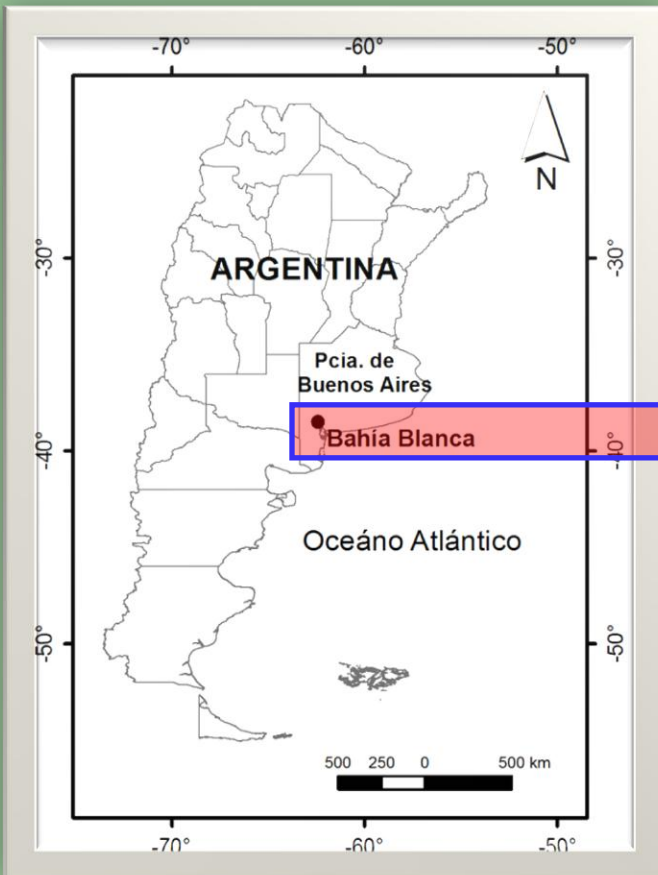 -70°
-60°
-50°
N
-30°
-30°
ARGENTINA
Pcia. de
Buenos Aires
Bahía Blanca
-40°
-40°
Oceáno Atlántico
-50°
-50°
500 250 0 500 km
-70°
-60°
-50°